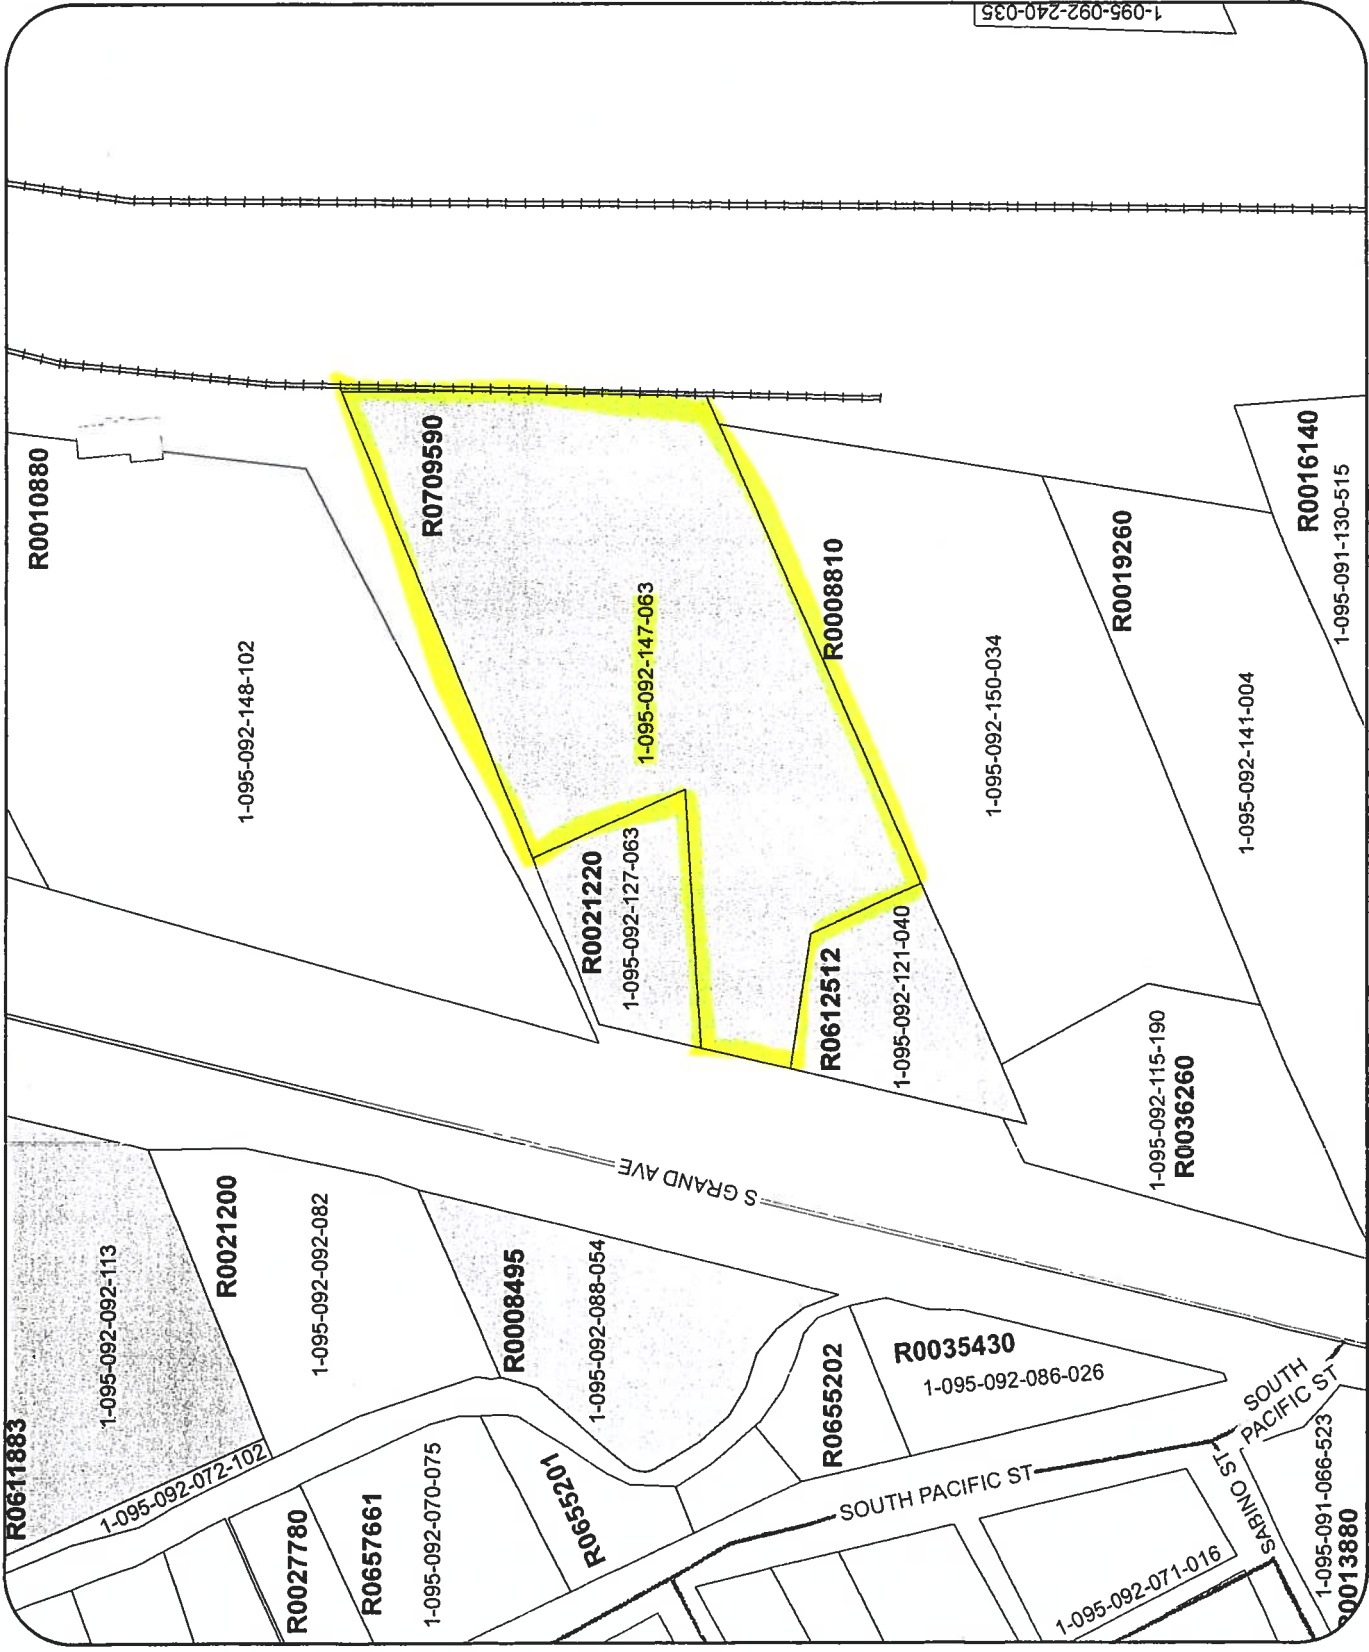 1-095-092-240-035
R0010880
1-095-092-148-102
R0709590
1-095-092-147-063
R0008810
R0019260
R0016140
1-095-091-130-515
1-095-092-150-034
1-095-092-141-004
R0021220
1-095-092-127-063
R0612512
1-095-092-121-040
1-095-092-115-190
R0036260
S GRAND AVE
1-095-092-092-113
R0021200
1-095-092-092-082
R0008495
1-095-092-088-054
R0611883
1-095-092-072-102
R0027780
R0657661
1-095-092-070-075
R0655201
R0655202
R0035430
1-095-092-086-026
SOUTH PACIFIC ST
SOUTH
PACIFIC ST
SABINO ST
1-095-092-071-016
1-095-091-066-523
0013880